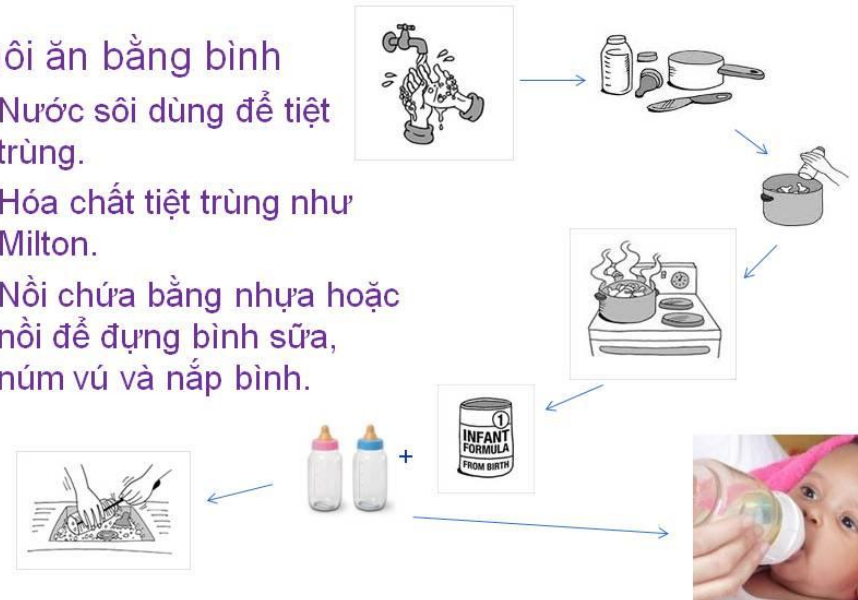 ôi ăn bằng bình
Nước sôi dùng để tiệt
trùng.
Hóa chất tiệt trùng như
Milton.
Nồi chứa bằng nhựa hoặc
nồi để đựng bình sữa,
núm vú và nắp bình.
+
1
INFANT
FORMULA
FROM BIRTH